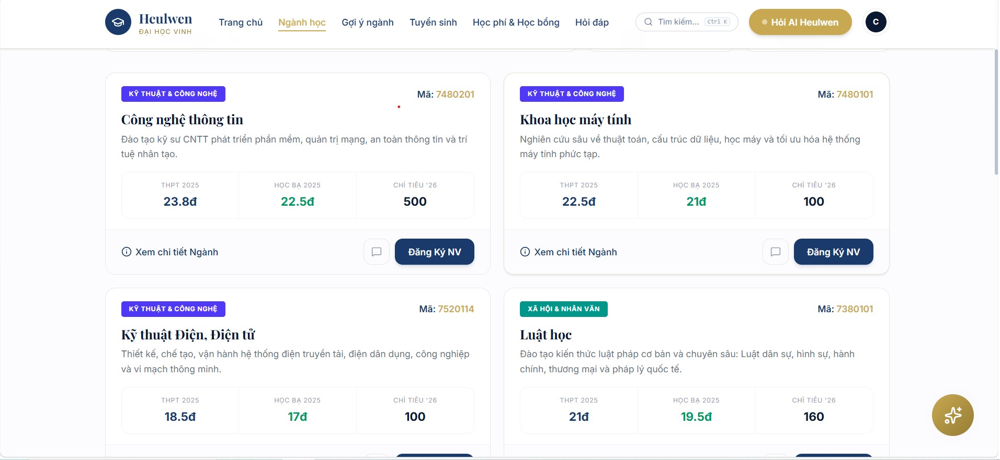 Heulwen
ĐẠI HỌC VINH
Trang chủ
Ngành học
Gợi ý ngành
Tuyển sinh
Học phí & Học bổng
Hỏi đáp
Tìm kiếm...
Ctrl K
Hỏi AI Heulwen
C
KỸ THUẬT & CÔNG NGHỆ
Mã: 7480201
Công nghệ thông tin
Đào tạo kỹ sư CNTT phát triển phần mềm, quản trị mạng, an toàn thông tin và trí
tuệ nhân tạo.
THPT 2025
HỌC BẠ 2025
CHỈ TIÊU '26
23.8đ
22.5đ
500
Xem chi tiết Ngành
Đăng Ký NV
KỸ THUẬT & CÔNG NGHỆ
Mã: 7480101
Khoa học máy tính
Nghiên cứu sâu về thuật toán, cấu trúc dữ liệu, học máy và tối ưu hóa hệ thống
máy tính phức tạp.
THPT 2025
HỌC BẠ 2025
CHỈ TIÊU '26
22.5đ
21đ
100
Xem chi tiết Ngành
Đăng Ký NV
KỸ THUẬT & CÔNG NGHỆ
Mã: 7520114
Kỹ thuật Điện, Điện tử
Thiết kế, chế tạo, vận hành hệ thống điện truyền tải, điện dân dụng, công nghiệp
và vi mạch thông minh.
THPT 2025
HỌC BẠ 2025
CHỈ TIÊU '26
18.5đ
17đ
100
XÃ HỘI & NHÂN VĂN
Mã: 7380101
Luật học
Đào tạo kiến thức luật pháp cơ bản và chuyên sâu: Luật dân sự, hình sự, hành
chính, thương mại và pháp lý quốc tế.
THPT 2025
HỌC BẠ 2025
CHỈ TIÊU '26
21đ
19.5đ
160